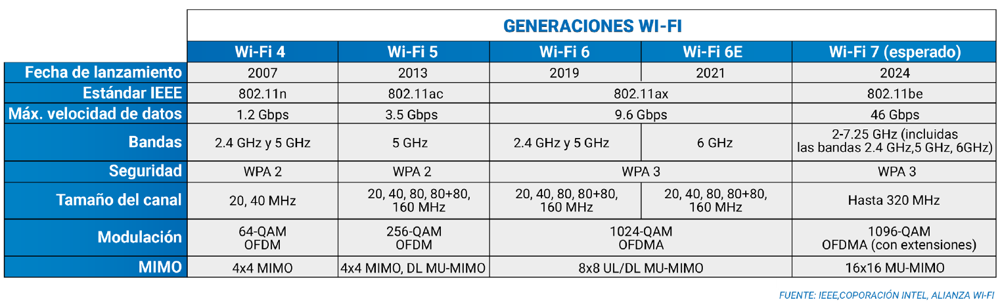 GENERACIONES WI-FI
Wi-Fi 4 Wi-Fi 5 Wi-Fi 6 Wi-Fi 6E Wi-Fi 7 (esperado)
Fecha de lanzamiento 2007 2013 2019 2021 2024
Estándar IEEE 802.11n 802.11ac 802.11ax 802.11be
Máx. velocidad de datos 1.2 Gbps 3.5 Gbps 9.6 Gbps 46 Gbps
Bandas 2.4 GHz y 5 GHz 5 GHz 2.4 GHz y 5 GHz 6 GHz 2-7.25 GHz (incluidas
las bandas 2.4 GHz,5 GHz, 6GHz)
Seguridad WPA 2 WPA 2 WPA 3 WPA 3
Tamaño del canal 20, 40 MHz 20, 40, 80, 80+80, 20, 40, 80, 80+80, 20, 40, 80, 80+80, Hasta 320 MHz
160 MHz 160 MHz 160 MHz
Modulación 64-QAM 256-QAM 1024-QAM 1096-QAM
OFDM OFDM OFDMA OFDMA (con extensiones)
MIMO 4x4 MIMO 4x4 MIMO, DL MU-MIMO 8x8 UL/DL MU-MIMO 16x16 MU-MIMO
FUENTE: IEEE,COPORACIÓN INTEL, ALIANZA WI-FI